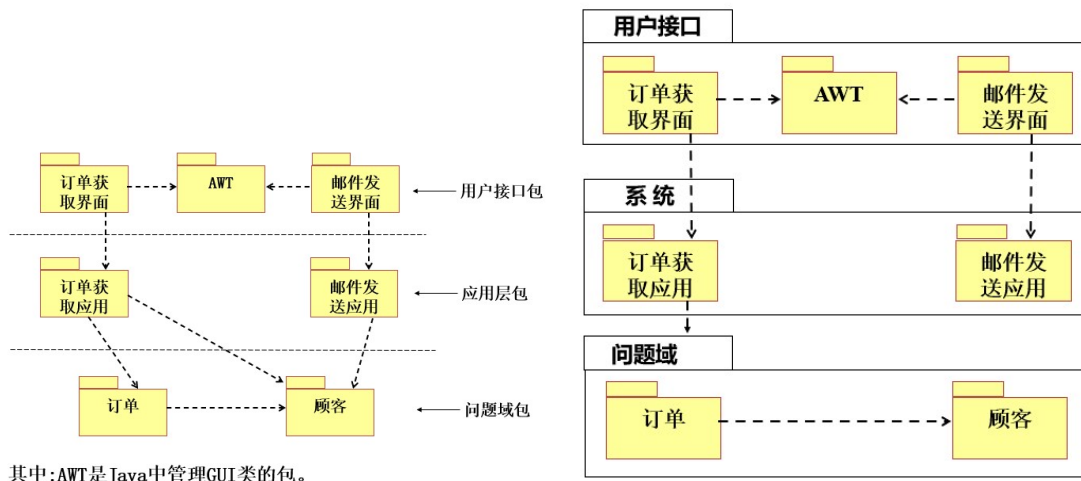 订单获
取界面
AWT
邮件发
送界面
用户接口包
订单获
取应用
邮件发
送应用
应用层包
订单
顾客
问题域包
其中:AWT是Java中管理GUI类的包。
用户接口
订单获
取界面
AWT
邮件发
送界面
系 统
订单获
取应用
邮件发
送应用
问题域
订单
顾客